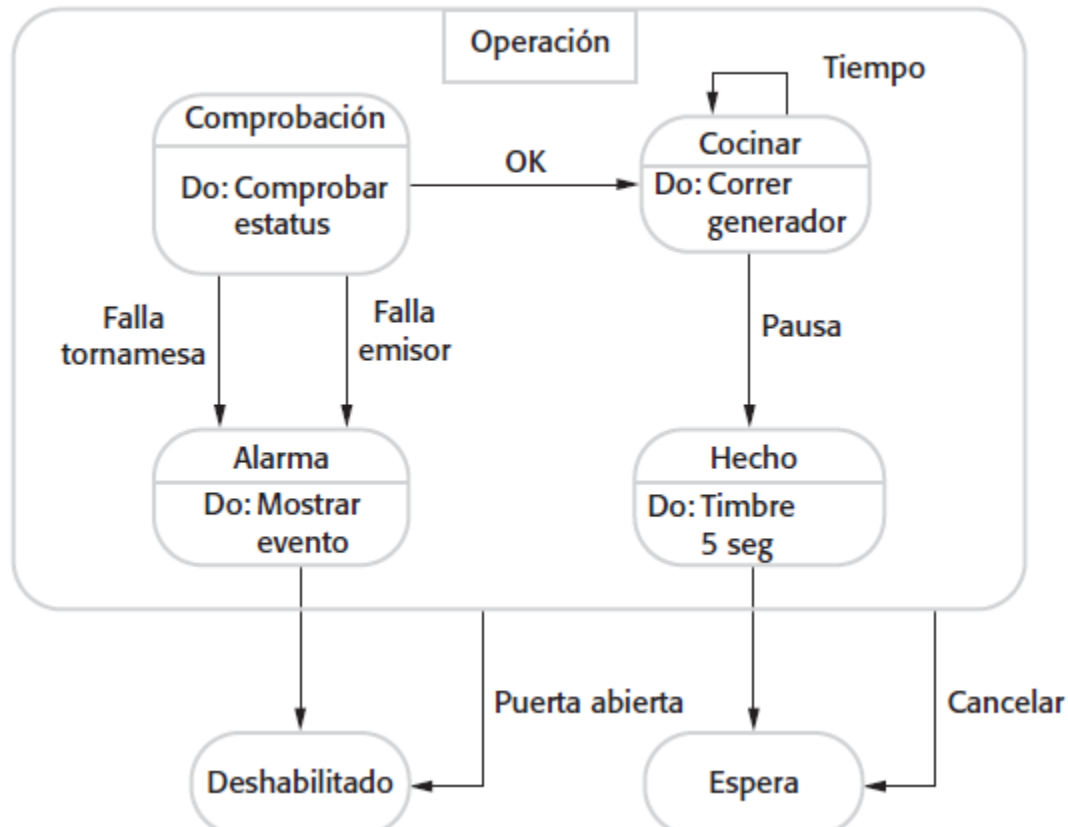 Operación
Tiempo
Comprobación
Cocinar
OK
Do: Comprobar
estatus
Do: Correr
generador
Falla
tornamesa
Falla
emisor
Pausa
Alarma
Do: Mostrar
evento
Hecho
Do: Timbre
5 seg
Puerta abierta
Cancelar
Deshabilitado
Espera